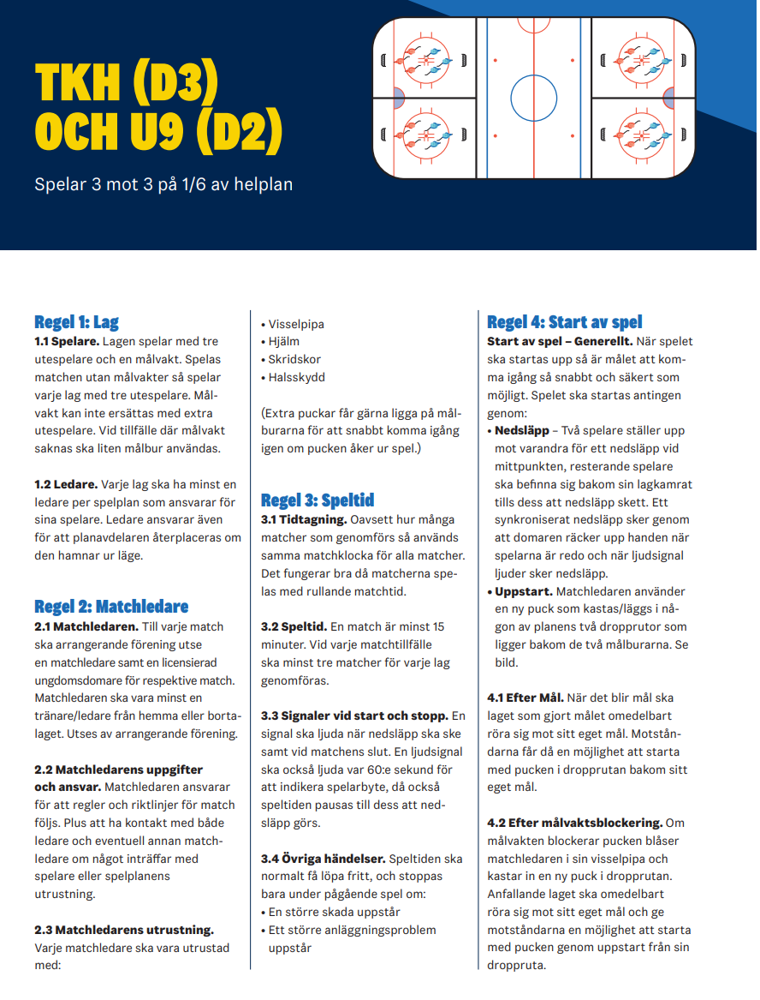 TKH (D3)
OCH U9 (D2)
Spelar 3 mot 3 på 1/6 av helplan
Regel 1: Lag
1.1 Spelare. Lagen spelar med tre
utespelare och en målvakt. Spelas
matchen utan målvakter så spelar
varje lag med tre utespelare. Mål-
vakt kan inte ersättas med extra
utespelare. Vid tillfälle där målvakt
saknas ska liten målbur användas.
1.2 Ledare. Varje lag ska ha minst en
ledare per spelplan som ansvarar för
sina spelare. Ledare ansvarar även
för att planavdelaren återplaceras om
den hamnar ur läge.
Regel 2: Matchledare
2.1 Matchledaren. Till varje match
ska arrangerande förening utse
en matchledare samt en licensierad
ungdomsdomare för respektive match.
Matchledaren ska vara minst en
tränare/ledare från hemma eller borta-
laget. Utses av arrangerande förening.
2.2 Matchledarens uppgifter
och ansvar. Matchledaren ansvarar
för att regler och riktlinjer för match
följs. Plus att ha kontakt med både
ledare och eventuell annan match-
ledare om något inträffar med
spelare eller spelplanens
utrustning.
2.3 Matchledarens utrustning.
Varje matchledare ska vara utrustad
med:
• Visselpipa
• Hjälm
• Skridskor
• Halsskydd
(Extra puckar får gärna ligga på mål-
burarna för att snabbt komma igång
igen om pucken åker ur spel.)
Regel 3: Speltid
3.1 Tidtagning. Oavsett hur många
matcher som genomförs så används
samma matchklocka för alla matcher.
Det fungerar bra då matcherna spe-
las med rullande matchtid.
3.2 Speltid. En match är minst 15
minuter. Vid varje matchtillfälle
ska minst tre matcher för varje lag
genomföras.
3.3 Signaler vid start och stopp. En
signal ska ljuda när nedsläpp ska ske
samt vid matchens slut. En ljudsignal
ska också ljuda var 60:e sekund för
att indikera spelarbyte, då också
speltiden pausas till dess att ned-
släpp görs.
3.4 Övriga händelser. Speltiden ska
normalt få löpa fritt, och stoppas
bara under pågående spel om:
• En större skada uppstår
• Ett större anläggningsproblem
uppstår
Regel 4: Start av spel
Start av spel – Generellt. När spelet
ska startas upp så är målet att kom-
ma igång så snabbt och säkert som
möjligt. Spelet ska startas antingen
genom:
• Nedsläpp – Två spelare ställer upp
mot varandra för ett nedsläpp vid
mittpunkten, resterande spelare
ska befinna sig bakom sin lagkamrat
tills dess att nedsläpp skett. Ett
synkroniserat nedsläpp sker genom
att domaren räcker upp handen när
spelarna är redo och när ljudsignal
ljuder sker nedsläpp.
• Uppstart. Matchledaren använder
en ny puck som kastas/läggs i nå-
gon av planens två dropprutor som
ligger bakom de två målburarna. Se
bild.
4.1 Efter Mål. När det blir mål ska
laget som gjort målet omedelbart
röra sig mot sitt eget mål. Motstån-
darna får då en möjlighet att starta
med pucken i dropprutan bakom sitt
eget mål.
4.2 Efter målvaktsblockering. Om
målvakten blockerar pucken blåser
matchledaren i sin visselpipa och
kastar in en ny puck i dropprutan.
Anfallande laget ska omedelbart
röra sig mot sitt eget mål och ge
motståndarna en möjlighet att starta
med pucken genom uppstart från sin
droppruta.